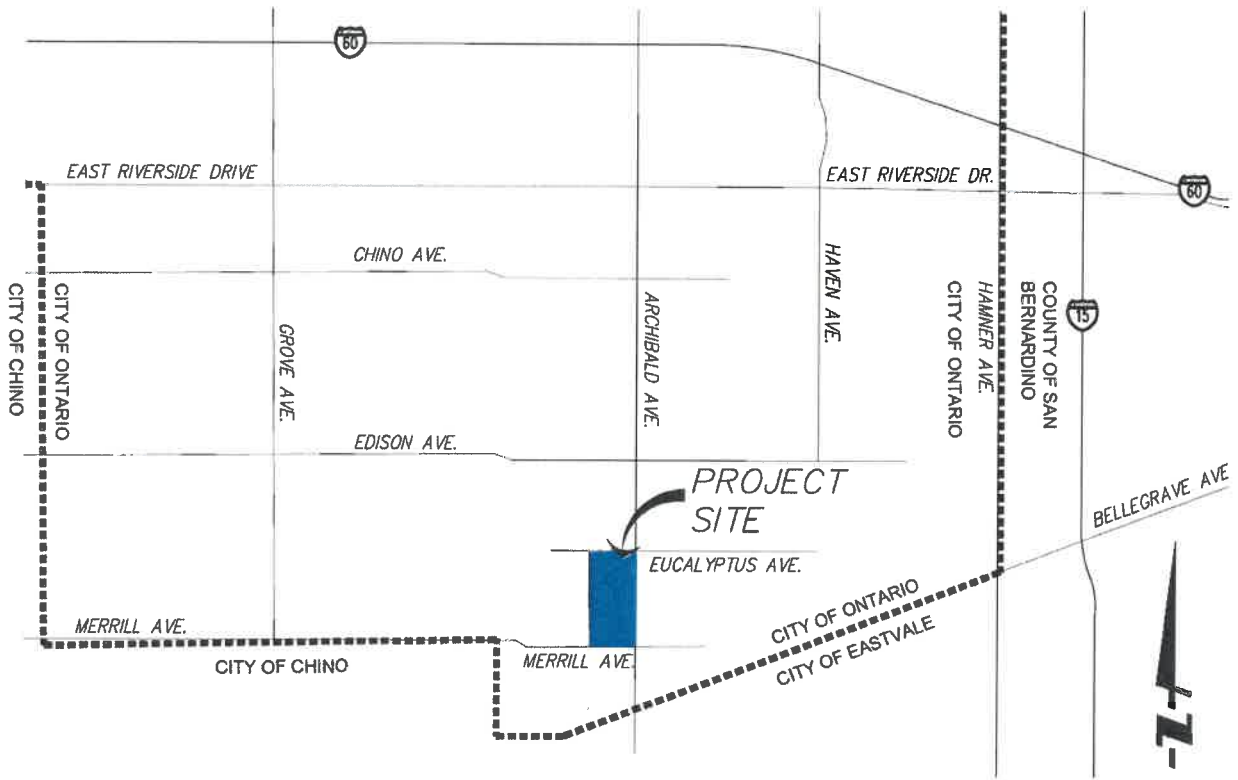 60
EAST RIVERSIDE DRIVE
EAST RIVERSIDE DR.
60
CHINO AVE.
HAVEN AVE.
CITY OF CHINO
CITY OF ONTARIO
GROVE AVE.
ARCHIBALD AVE.
CITY OF ONTARIO
HAMNER AVE.
COUNTY OF SAN
BERNARDINO
15
EDISON AVE.
PROJECT
SITE
BELLEGRAVE AVE
EUCALYPTUS AVE.
MERRILL AVE.
CITY OF CHINO
MERRILL AVE.
CITY OF ONTARIO
CITY OF EASTVALE
N